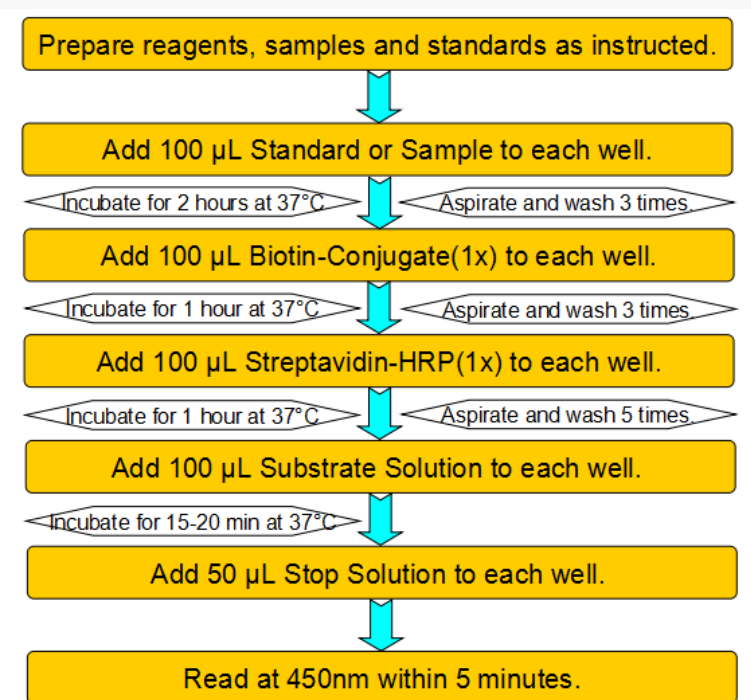 Prepare reagents, samples and standards as instructed.
Add 100 µL Standard or Sample to each well.
Incubate for 2 hours at 37°C
Aspirate and wash 3 times.
Add 100 µL Biotin-Conjugate(1x) to each well.
Incubate for 1 hour at 37°C
Aspirate and wash 3 times.
Add 100 µL Streptavidin-HRP(1x) to each well.
Incubate for 1 hour at 37°C
Aspirate and wash 5 times.
Add 100 µL Substrate Solution to each well.
Incubate for 15-20 min at 37°C
Add 50 µL Stop Solution to each well.
Read at 450nm within 5 minutes.